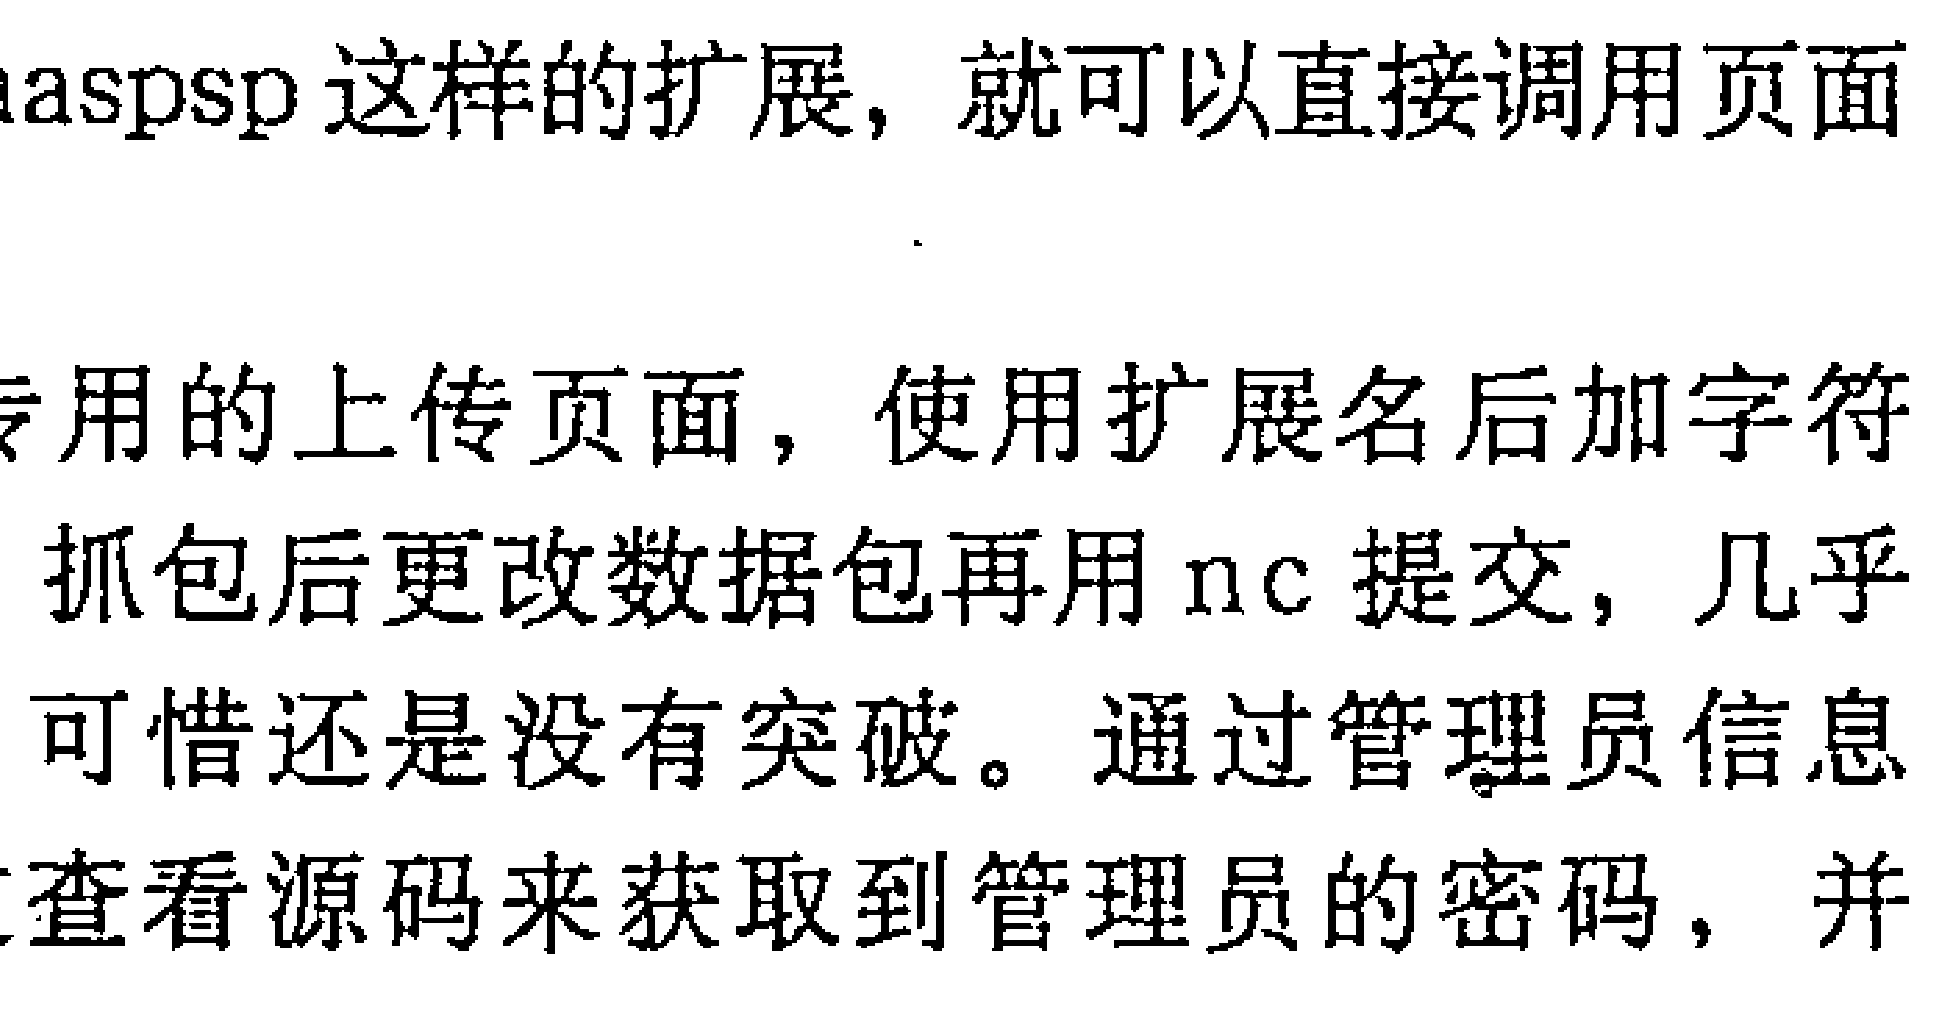 aaspsp 这样的扩展，就可以直接调用页面
专用的上传页面，使用扩展名后加字符
抓包后更改数据包再用 nc 提交，几乎
可惜还是没有突破。通过管理员信息
查看源码来获取到管理员的密码，并